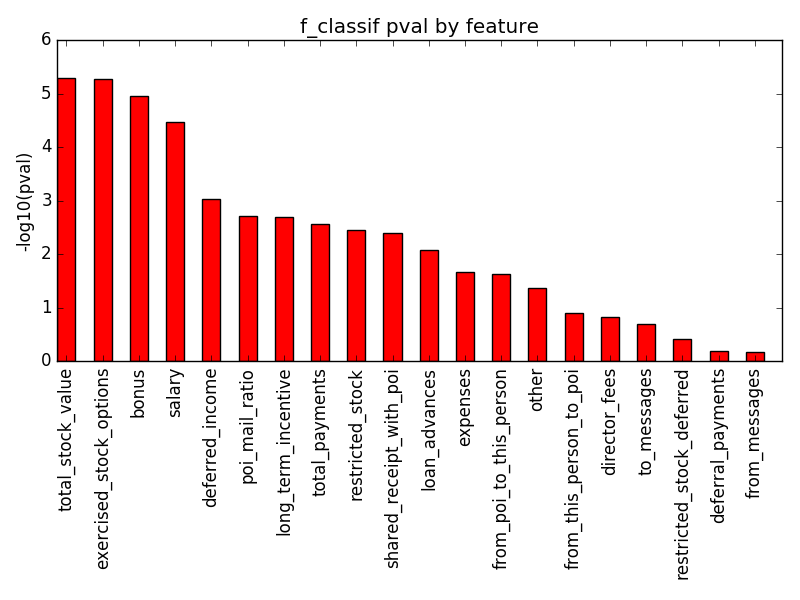 f_classif pval by feature
6
5
4
3
2
1
0
-log10(pval)
total_stock_value
exercised_stock_options
bonus
salary
deferred_income
poi_mail_ratio
long_term_incentive
total_payments
restricted_stock
shared_receipt_with_poi
loan_advances
expenses
from_poi_to_this_person
other
from_this_person_to_poi
director_fees
to_messages
restricted_stock_deferred
deferral_payments
from_messages